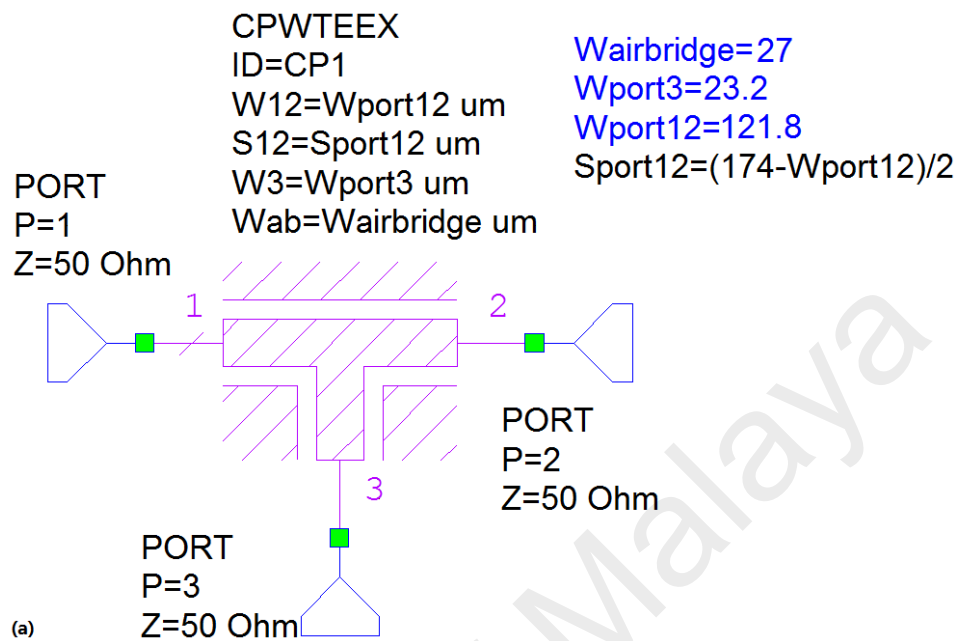 CPWTEEX
ID=CP1
W12=Wport12 um
S12=Sport12 um
W3=Wport3 um
Wab=Wairbridge um
Wairbridge=27
Wport3=23.2
Wport12=121.8
Sport12=(174-Wport12)/2
PORT
P=1
Z=50 Ohm
1
2
PORT
P=2
Z=50 Ohm
3
PORT
P=3
Z=50 Ohm
(a)
Malaya